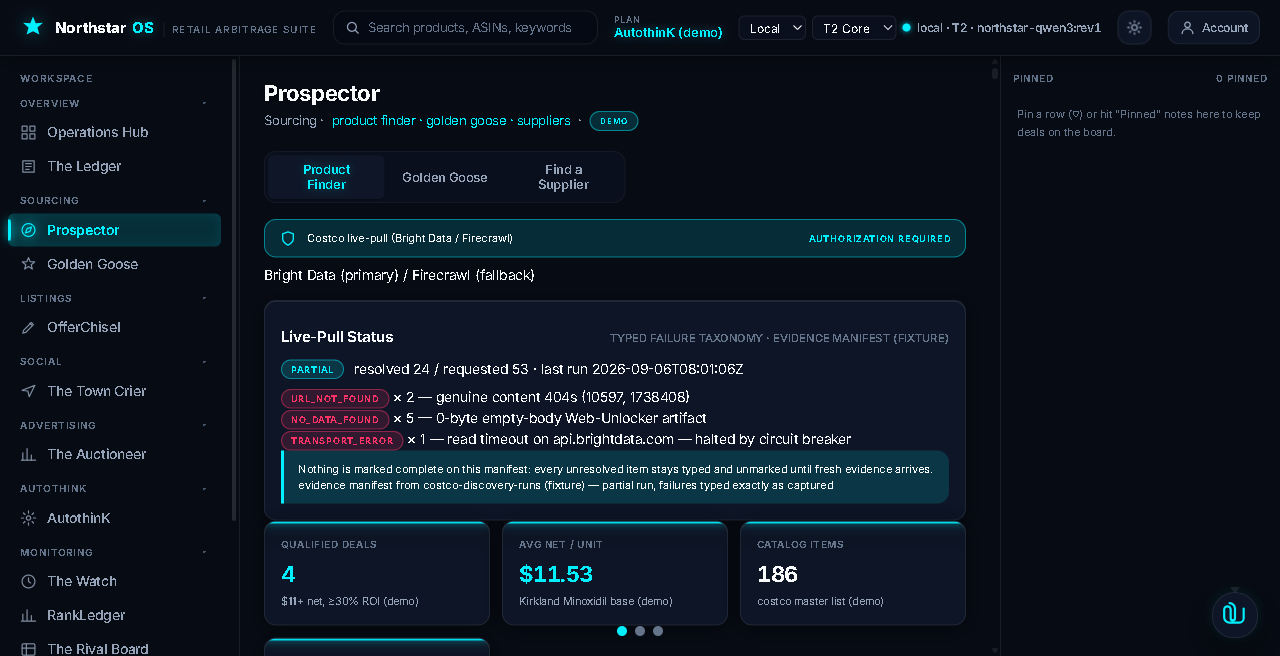 Northstar OS
RETAIL ARBITRAGE SUITE
Search products, ASINs, keywords
PLAN
AutothinK (demo)
Local
T2 Core
local · T2 · northstar-qwen3:rev1
Account
WORKSPACE
OVERVIEW
Operations Hub
The Ledger
SOURCING
Prospector
Golden Goose
LISTINGS
OfferChisel
SOCIAL
The Town Crier
ADVERTISING
The Auctioneer
AUTOTHINK
AutothinK
MONITORING
The Watch
RankLedger
The Rival Board
Prospector
Sourcing · product finder · golden goose · suppliers · DEMO
Product
Finder
Golden Goose
Find a
Supplier
Costco live-pull (Bright Data / Firecrawl)
AUTHORIZATION REQUIRED
Bright Data (primary) / Firecrawl (fallback)
Live-Pull Status
TYPED FAILURE TAXONOMY · EVIDENCE MANIFEST (FIXTURE)
PARTIAL resolved 24 / requested 53 · last run 2026-09-06T08:01:06Z
URL_NOT_FOUND × 2 — genuine content 404s (10597, 1738408)
NO_DATA_FOUND × 5 — 0-byte empty-body Web-Unlocker artifact
TRANSPORT_ERROR × 1 — read timeout on api.brightdata.com — halted by circuit breaker
Nothing is marked complete on this manifest: every unresolved item stays typed and unmarked until fresh evidence arrives.
evidence manifest from costco-discovery-runs (fixture) — partial run, failures typed exactly as captured
QUALIFIED DEALS
4
$11+ net, ≥30% ROI (demo)
AVG NET / UNIT
$11.53
Kirkland Minoxidil base (demo)
CATALOG ITEMS
186
costco master list (demo)
PINNED
0 PINNED
Pin a row (♡) or hit "Pinned" notes here to keep
deals on the board.